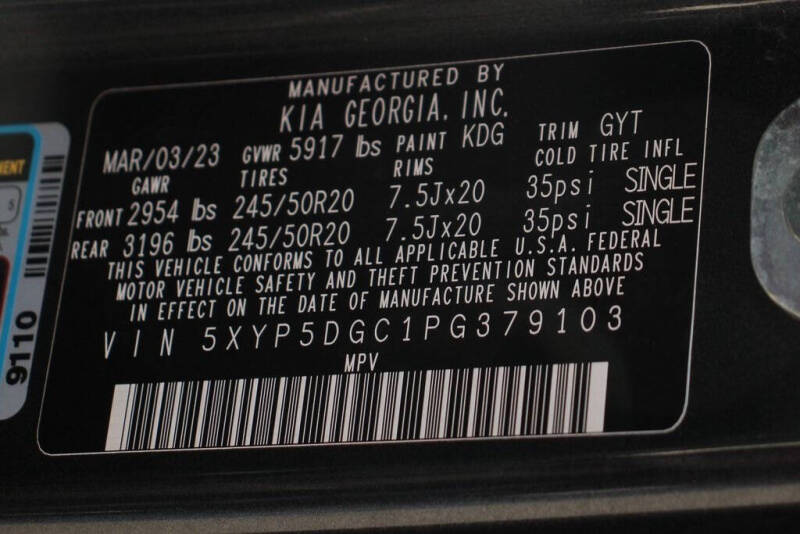 MANUFACTURED BY
KIA GEORGIA, INC.
MAR/03/23 GVWR 5917 lbs PAINT KDG TRIM GYT
GAWR TIRES RIMS COLD TIRE INFL
FRONT 2954 lbs 245/50R20 7.5Jx20 35psi SINGLE
REAR 3196 lbs 245/50R20 7.5Jx20 35psi SINGLE
THIS VEHICLE CONFORMS TO ALL APPLICABLE U.S.A. FEDERAL
MOTOR VEHICLE SAFETY AND THEFT PREVENTION STANDARDS
IN EFFECT ON THE DATE OF MANUFACTURE SHOWN ABOVE
VIN 5XYP5DGC1PG379103
MPV
5
9110